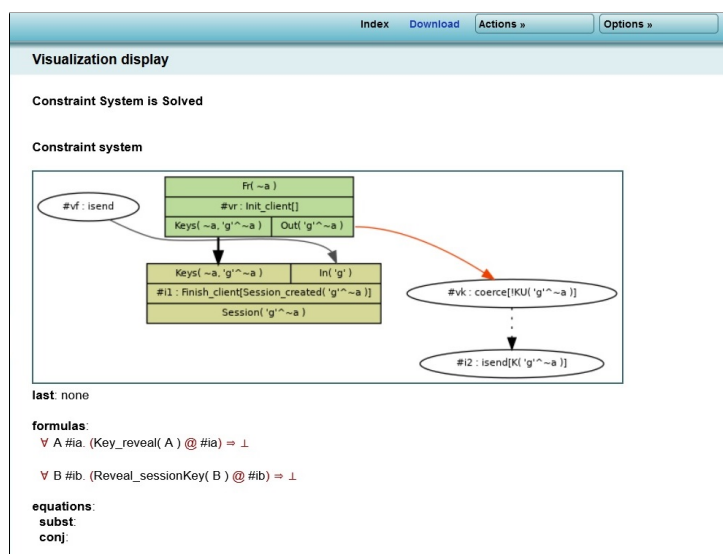 Index Download Actions » Options »
Visualization display
Constraint System is Solved
Constraint system
Fr( ~a )
#vf : isend
#vr : Init_client[]
Keys( ~a, 'g'^~a ) Out( 'g'^~a )
Keys( ~a, 'g'^~a ) In( 'g' )
#i1 : Finish_client[Session_created( 'g'^~a )]
#vk : coerce[!KU( 'g'^~a )]
Session( 'g'^~a )
#i2 : isend[K( 'g'^~a )]
last: none
formulas:
∀ A #ia. (Key_reveal( A ) @ #ia) ⇒ ⊥
∀ B #ib. (Reveal_sessionKey( B ) @ #ib) ⇒ ⊥
equations:
subst:
conj: